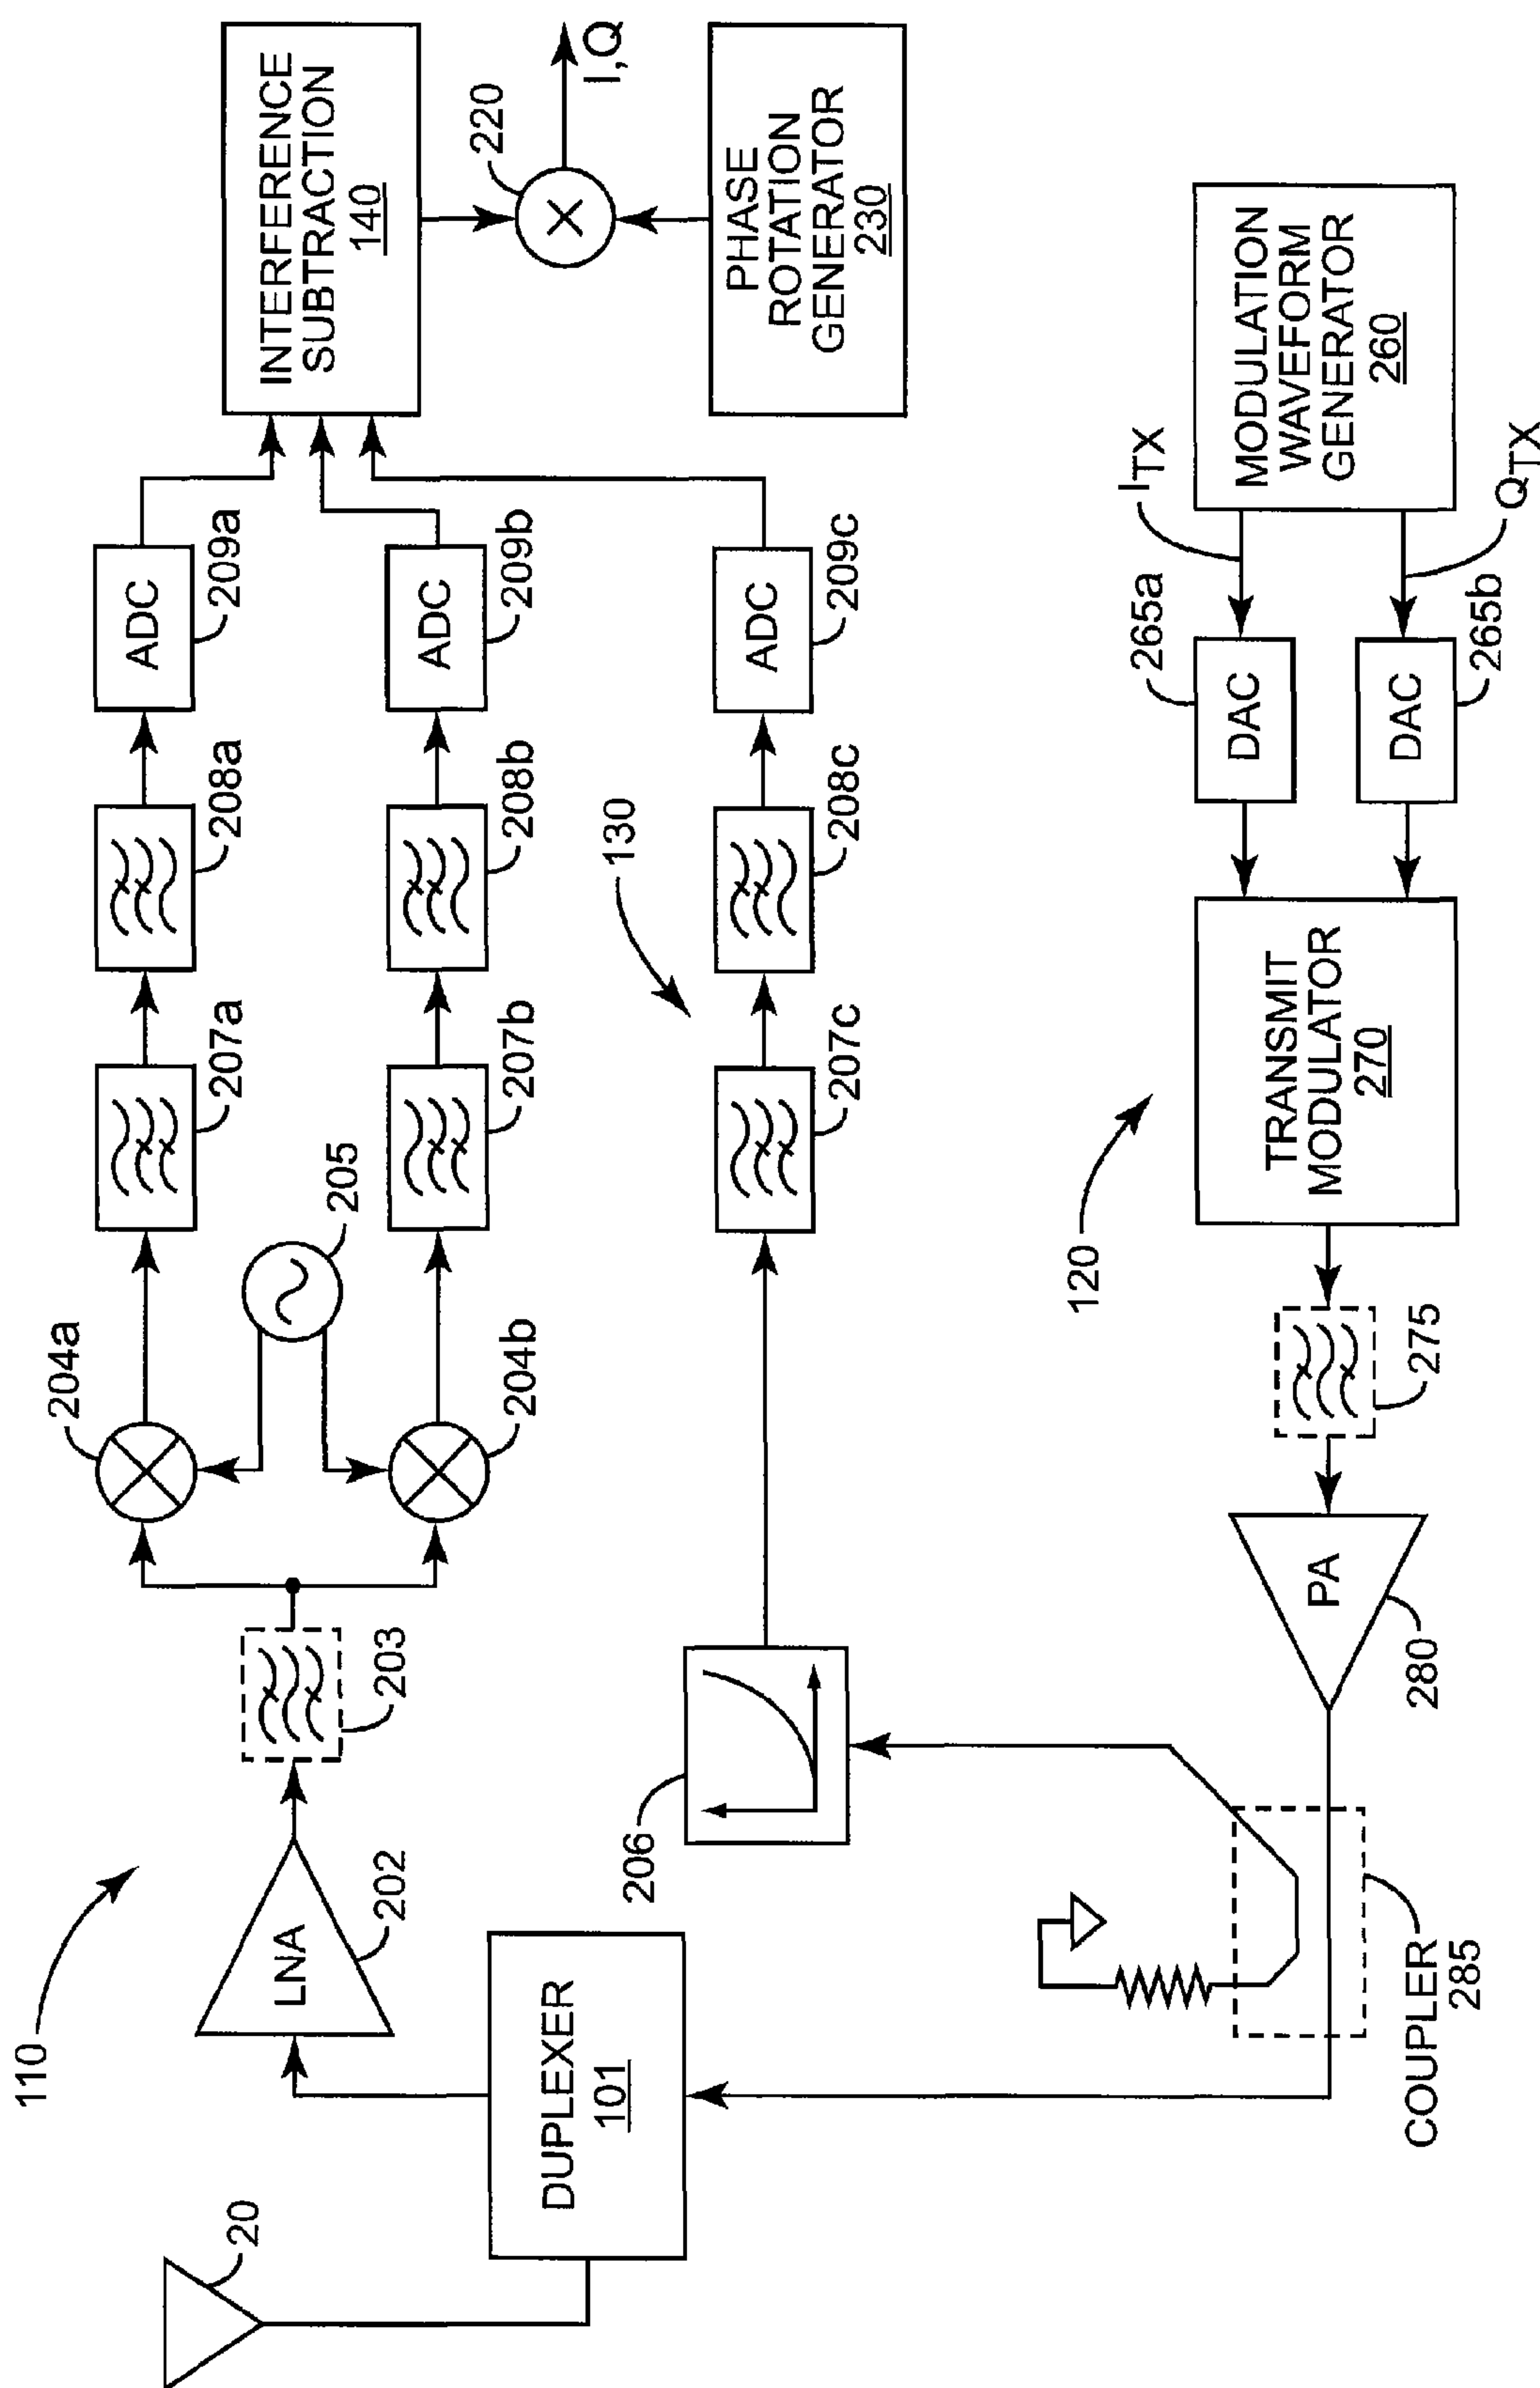 110
20
DUPLEXER
101
LNA
202
203
204a
204b
205
207a
207b
208a
208b
ADC
209a
ADC
209b
INTERFERENCE
SUBTRACTION
140
220
I,Q
PHASE
ROTATION
GENERATOR
230
206
130
207c
208c
ADC
209c
120
COUPLER
285
PA
280
275
TRANSMIT
MODULATOR
270
DAC
265a
DAC
265b
ITX
QTX
MODULATION
WAVEFORM
GENERATOR
260